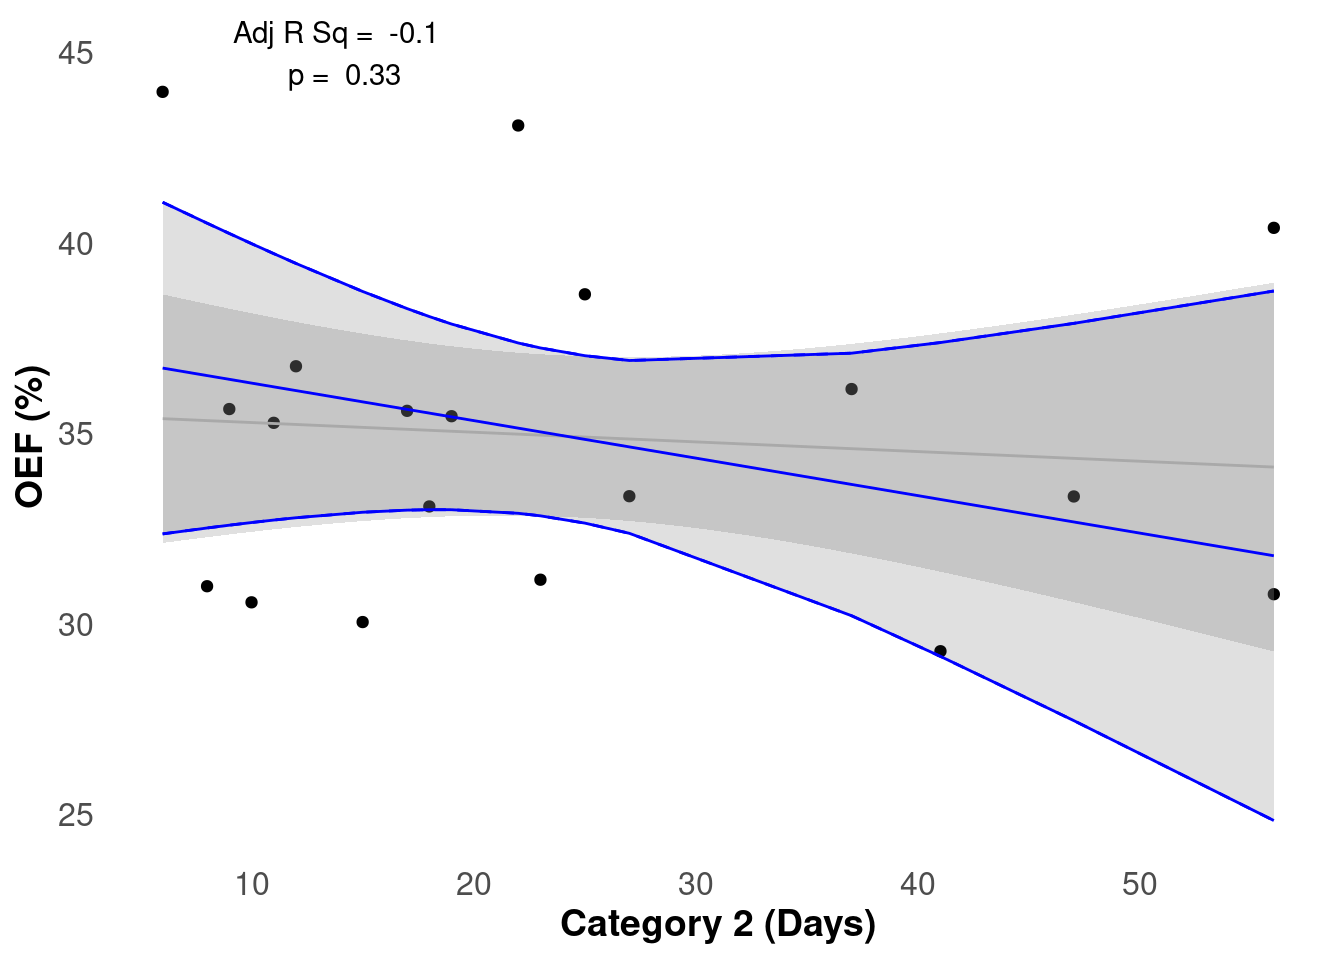 Adj R Sq =  -0.1
p =  0.33
45
40
35
30
25
OEF (%)
10 20 30 40 50
Category 2 (Days)